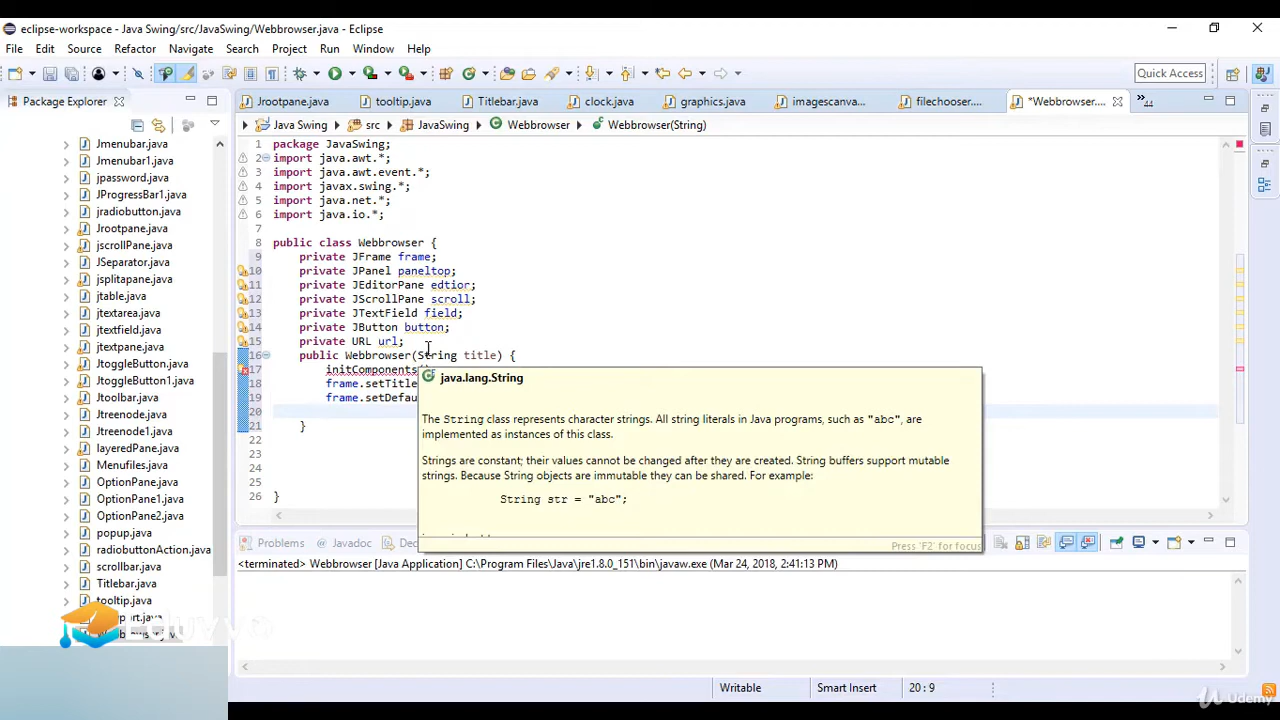 eclipse-workspace - Java Swing/src/JavaSwing/Webbrowser.java - Eclipse
File Edit Source Refactor Navigate Search Project Run Window Help
Quick Access
Package Explorer
Jrootpane.java tooltip.java Titlebar.java clock.java graphics.java imagescanva... filechooser.... *Webbrowser....
Java Swing src JavaSwing Webbrowser Webbrowser(String)
Jmenubar.java
Jmenubar1.java
jpassword.java
JProgressBar1.java
jradiobutton.java
Jrootpane.java
jscrollPane.java
JSeparator.java
jsplitapane.java
jtable.java
jtextarea.java
jtextfield.java
jtextpane.java
JtoggleButton.java
JtoggleButton1.java
Jtoolbar.java
Jtreenode.java
Jtreenode1.java
layeredPane.java
Menufiles.java
OptionPane.java
OptionPane1.java
OptionPane2.java
popup.java
radiobuttonAction.java
scrollbar.java
Titlebar.java
tooltip.java
1 package JavaSwing;
2 import java.awt.*;
3 import java.awt.event.*;
4 import javax.swing.*;
5 import java.net.*;
6 import java.io.*;
7
8 public class Webbrowser {
9 private JFrame frame;
10 private JPanel paneltop;
11 private JEditorPane edtior;
12 private JScrollPane scroll;
13 private JTextField field;
14 private JButton button;
15 private URL url;
16 public Webbrowser(String title) {
17 initComponents
18 frame.setTitle
19 frame.setDefau
20
21 }
22
23
24
25
26 }
java.lang.String
The String class represents character strings. All string literals in Java programs, such as "abc", are
implemented as instances of this class.
Strings are constant; their values cannot be changed after they are created. String buffers support mutable
strings. Because String objects are immutable they can be shared. For example:
String str = "abc";
Press 'F2' for focus
Problems Javadoc Dec
<terminated> Webbrowser [Java Application] C:\Program Files\Java\jre1.8.0_151\bin\javaw.exe (Mar 24, 2018, 2:41:13 PM)
Writable Smart Insert 20 : 9
Eduvvo
Udemy